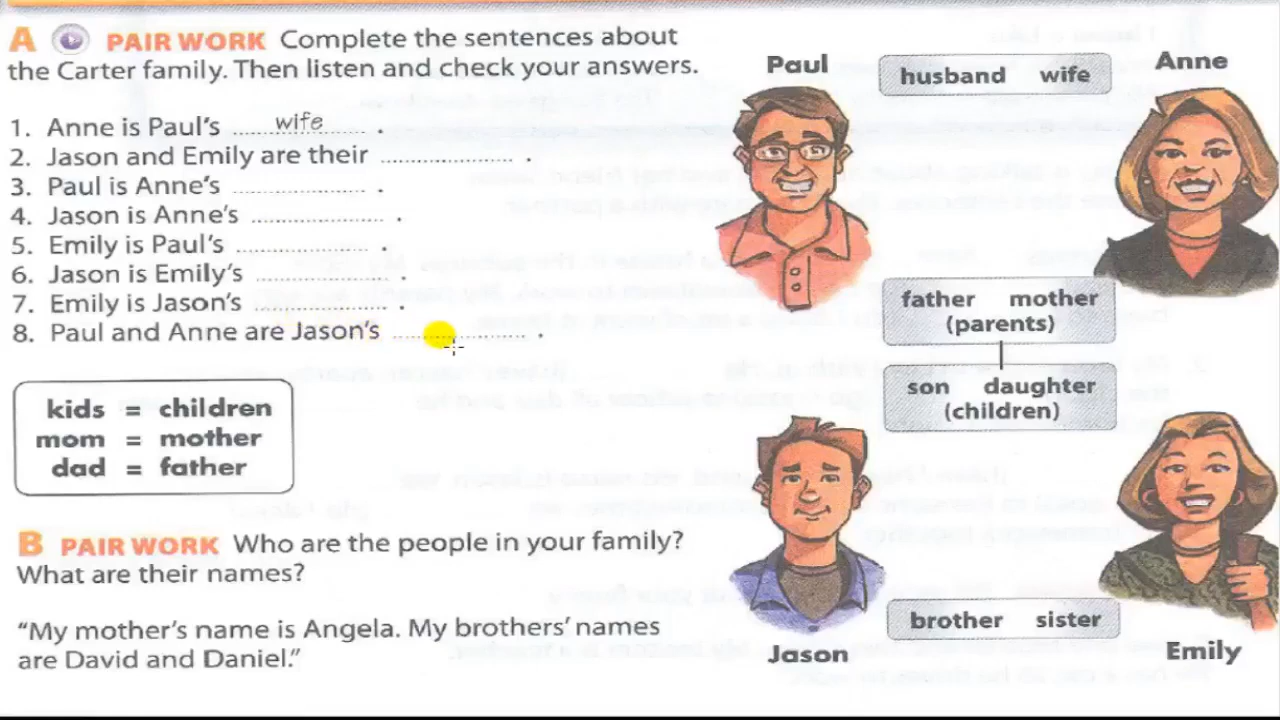 A PAIR WORK Complete the sentences about
the Carter family. Then listen and check your answers.
1. Anne is Paul's wife .
2. Jason and Emily are their .................... .
3. Paul is Anne's .................... .
4. Jason is Anne's .................... .
5. Emily is Paul's .................... .
6. Jason is Emily's .................... .
7. Emily is Jason's .................... .
8. Paul and Anne are Jason's .................... .
kids = children
mom = mother
dad = father
B PAIR WORK Who are the people in your family?
What are their names?
"My mother's name is Angela. My brothers' names
are David and Daniel."
Paul
husband wife
Anne
father mother
(parents)
son daughter
(children)
brother sister
Jason
Emily